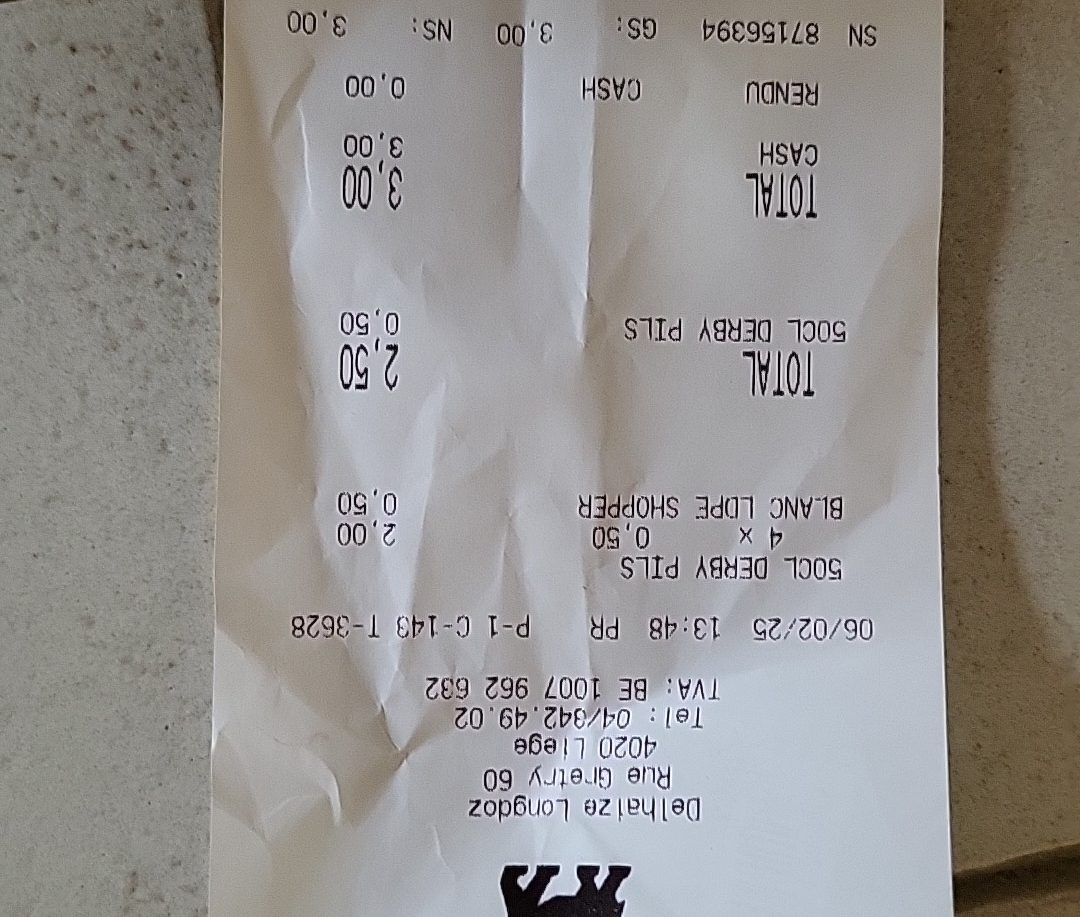 Delhaize Longdoz
Rue Gretry 60
4020 Liege
Tel: 04/342.49.02
TVA: BE 1007 962 632
06/02/25 13:48 PR P-1 C-143 T-3628
50CL DERBY PILS
4 x 0,50 2,00
BLANC LDPE SHOPPER 0,50
TOTAL 2,50
50CL DERBY PILS 0,50
TOTAL 3,00
CASH 3,00
RENDU CASH 0,00
SN 87156394 GS: 3,00 NS: 3,00